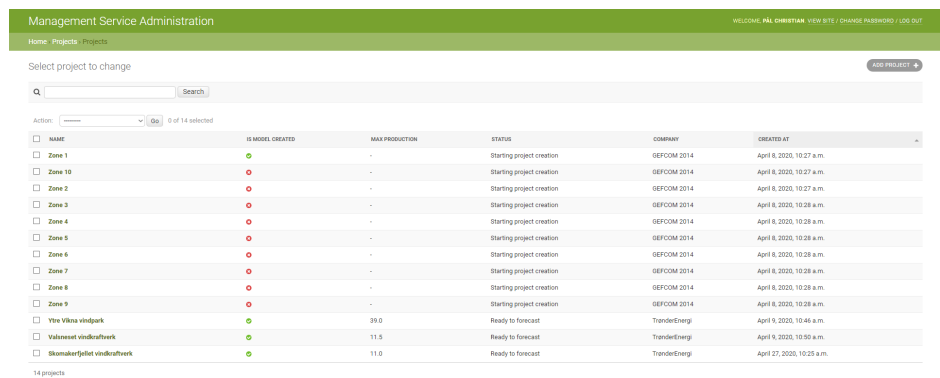 Management Service Administration
WELCOME, PÅL CHRISTIAN. VIEW SITE / CHANGE PASSWORD / LOG OUT
Home › Projects › Projects
Select project to change
ADD PROJECT +
Search
Action: --------- Go 0 of 14 selected
NAME IS MODEL CREATED MAX PRODUCTION STATUS COMPANY CREATED AT
Zone 1 - Starting project creation GEFCOM 2014 April 8, 2020, 10:27 a.m.
Zone 10 - Starting project creation GEFCOM 2014 April 8, 2020, 10:27 a.m.
Zone 2 - Starting project creation GEFCOM 2014 April 8, 2020, 10:27 a.m.
Zone 3 - Starting project creation GEFCOM 2014 April 8, 2020, 10:28 a.m.
Zone 4 - Starting project creation GEFCOM 2014 April 8, 2020, 10:28 a.m.
Zone 5 - Starting project creation GEFCOM 2014 April 8, 2020, 10:28 a.m.
Zone 6 - Starting project creation GEFCOM 2014 April 8, 2020, 10:28 a.m.
Zone 7 - Starting project creation GEFCOM 2014 April 8, 2020, 10:28 a.m.
Zone 8 - Starting project creation GEFCOM 2014 April 8, 2020, 10:28 a.m.
Zone 9 - Starting project creation GEFCOM 2014 April 8, 2020, 10:28 a.m.
Ytre Vikna vindpark 39.0 Ready to forecast TrønderEnergi April 9, 2020, 10:46 a.m.
Valsneset vindkraftverk 11.5 Ready to forecast TrønderEnergi April 9, 2020, 10:50 a.m.
Skomakerfjellet vindkraftverk 11.0 Ready to forecast TrønderEnergi April 27, 2020, 10:25 a.m.
14 projects